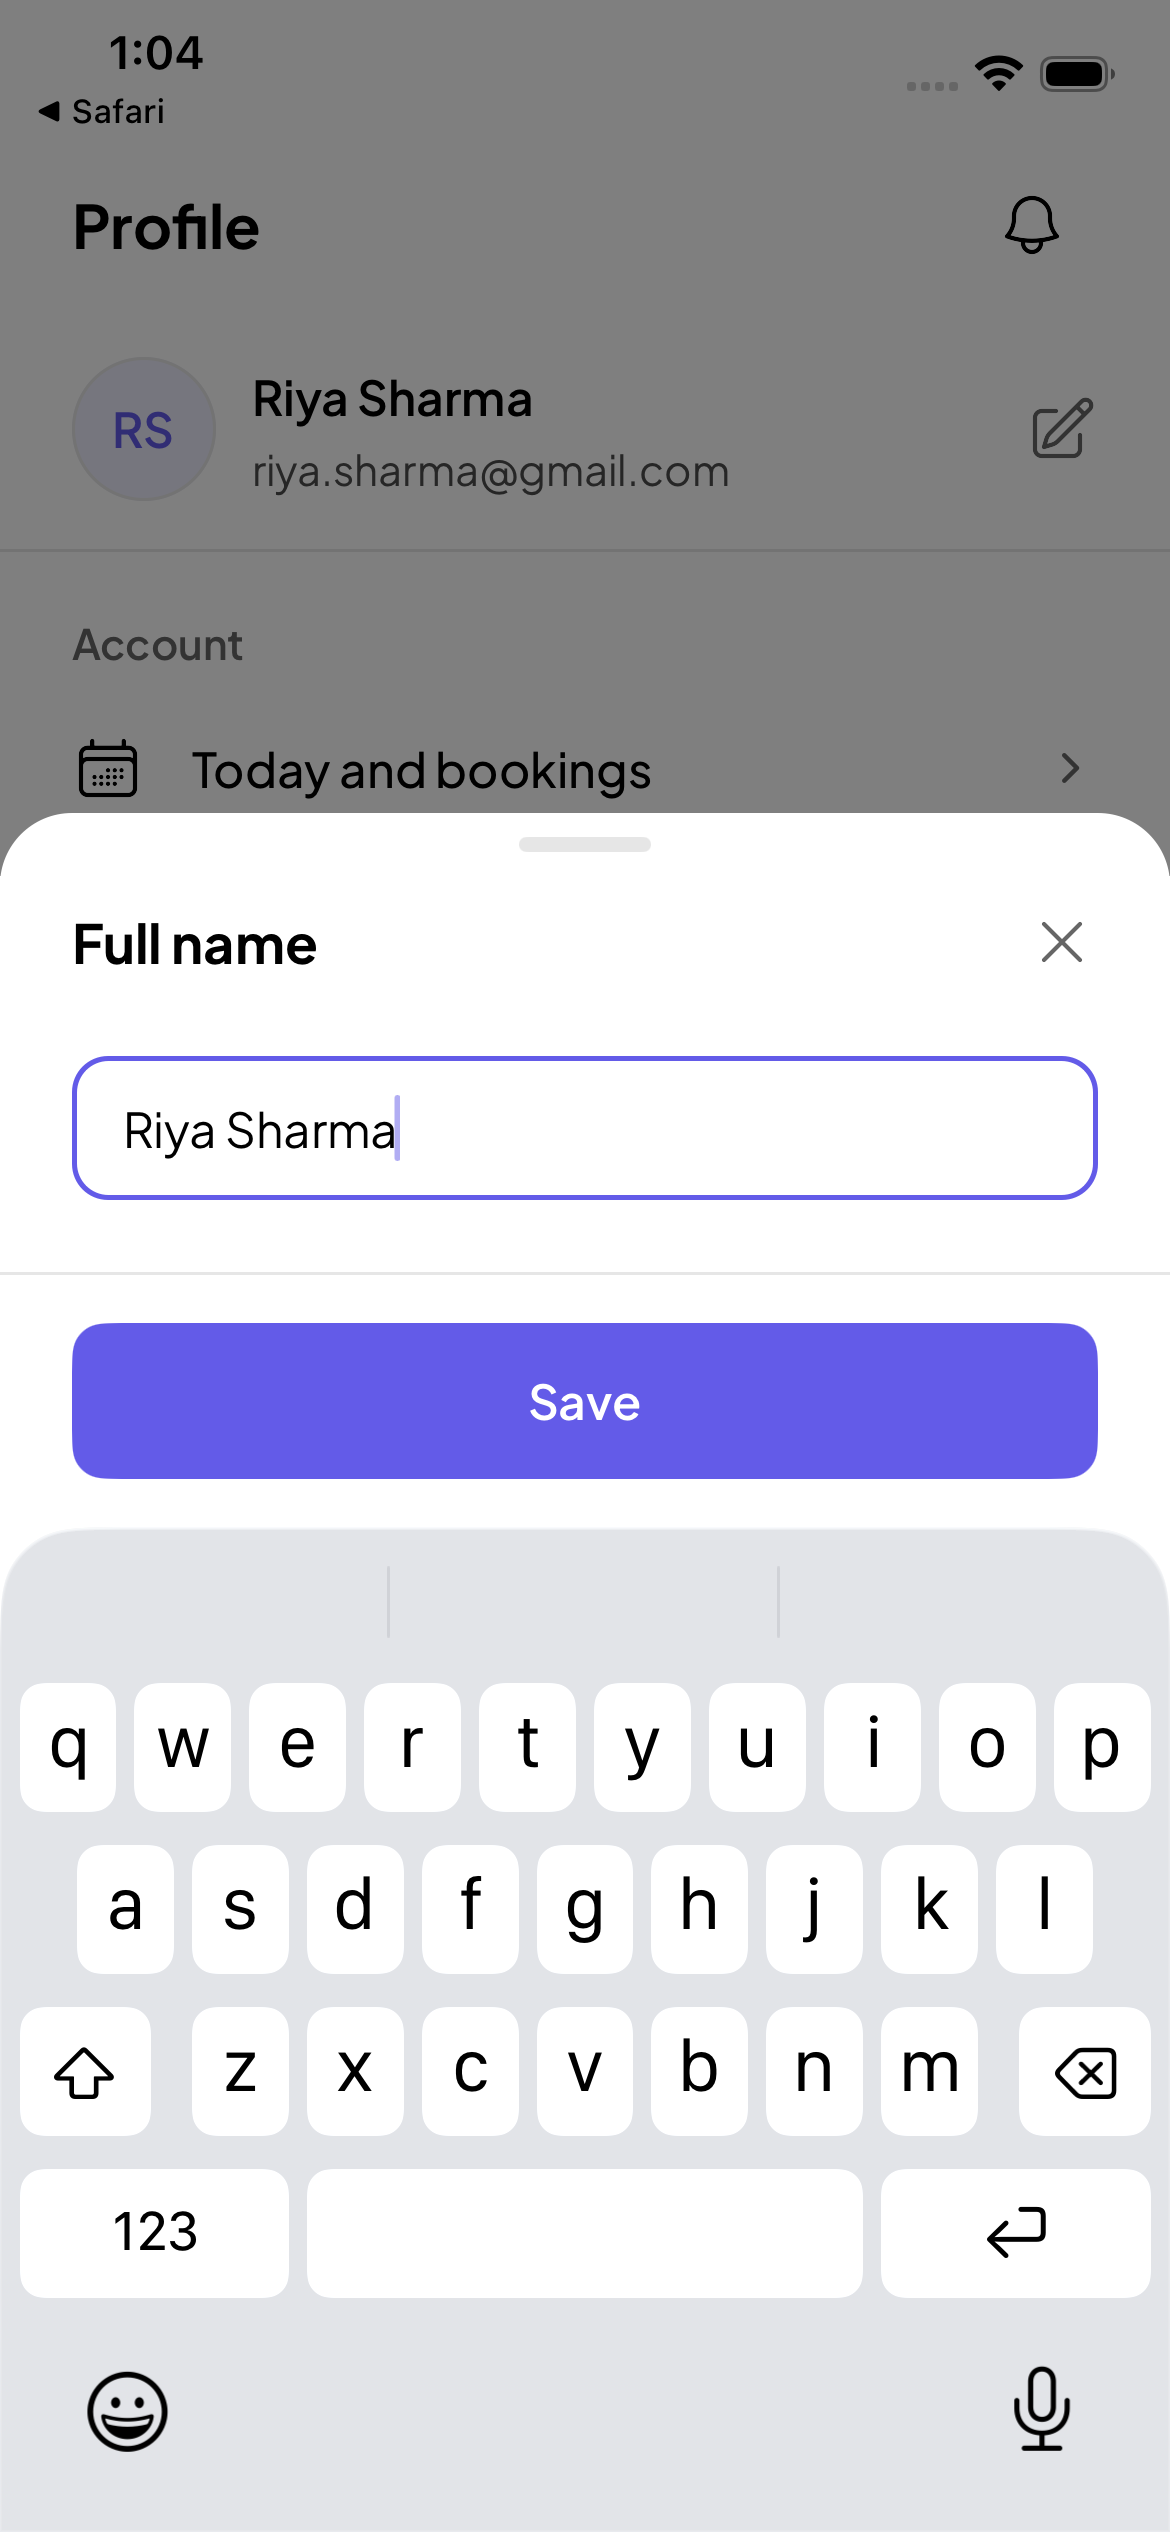 1:04
Safari
Profile
RS
Riya Sharma
riya.sharma@gmail.com
Account
Today and bookings
Full name
Riya Sharma
Save
q w e r t y u i o p
a s d f g h j k l
z x c v b n m
123